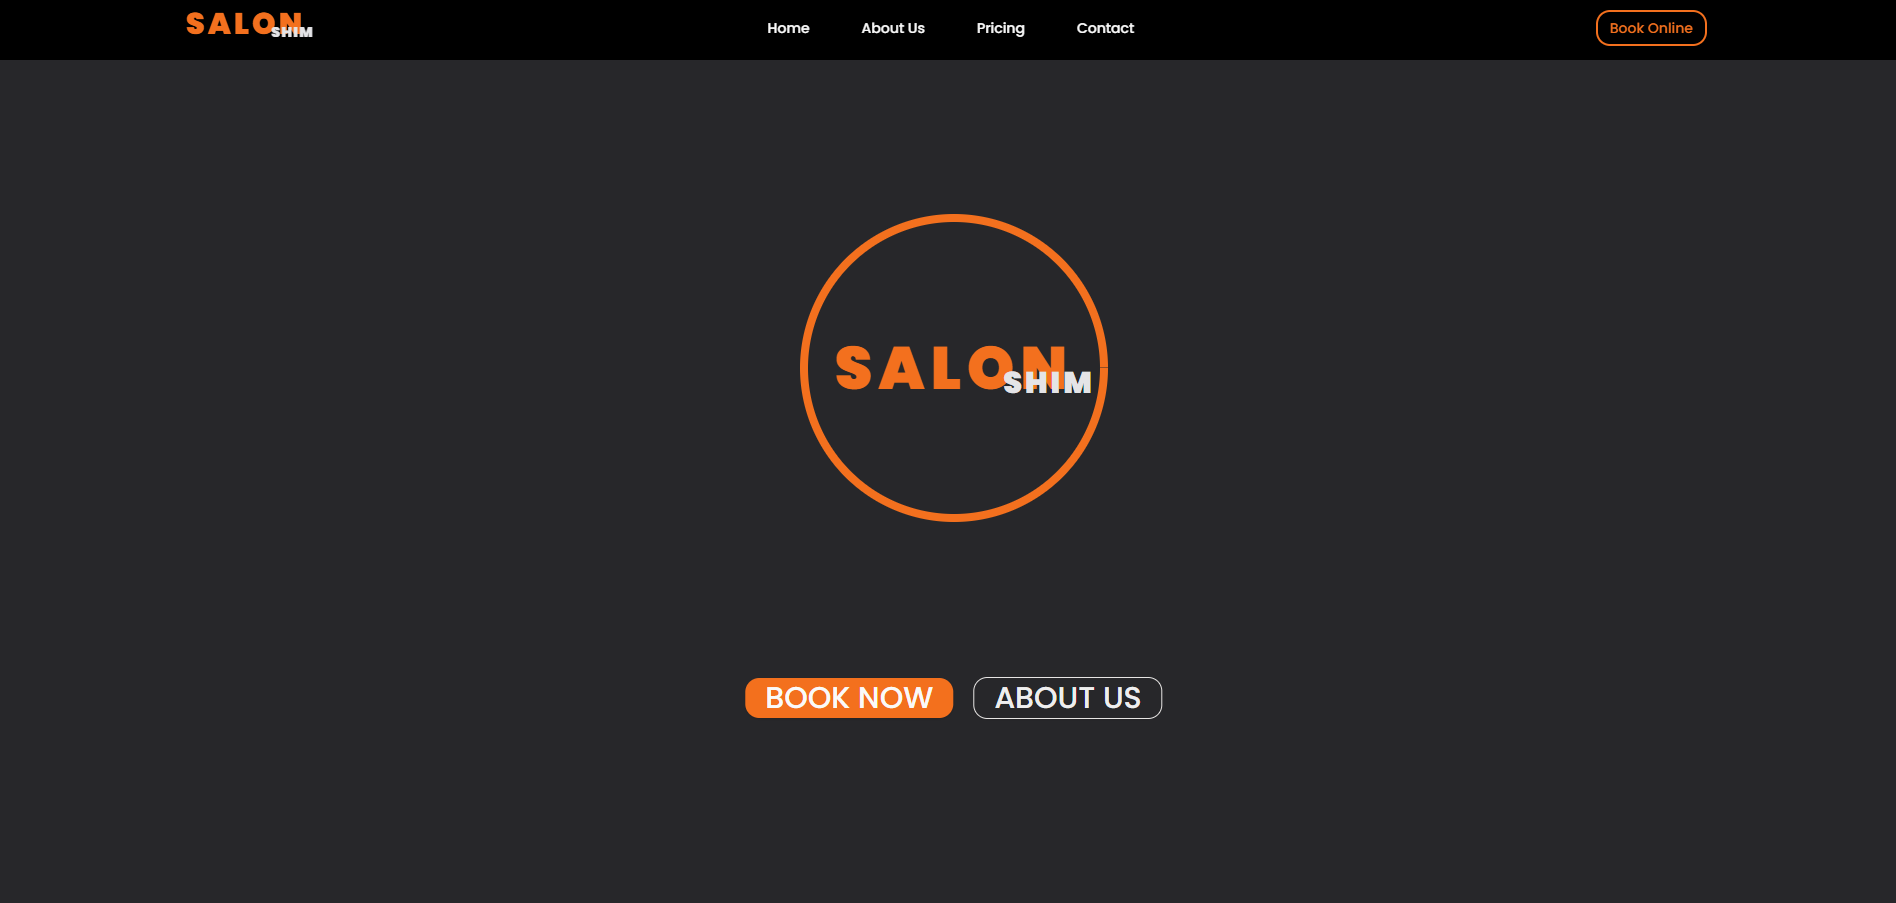 SALON
SHIM
Home About Us Pricing Contact
Book Online
SALON
SHIM
BOOK NOW ABOUT US